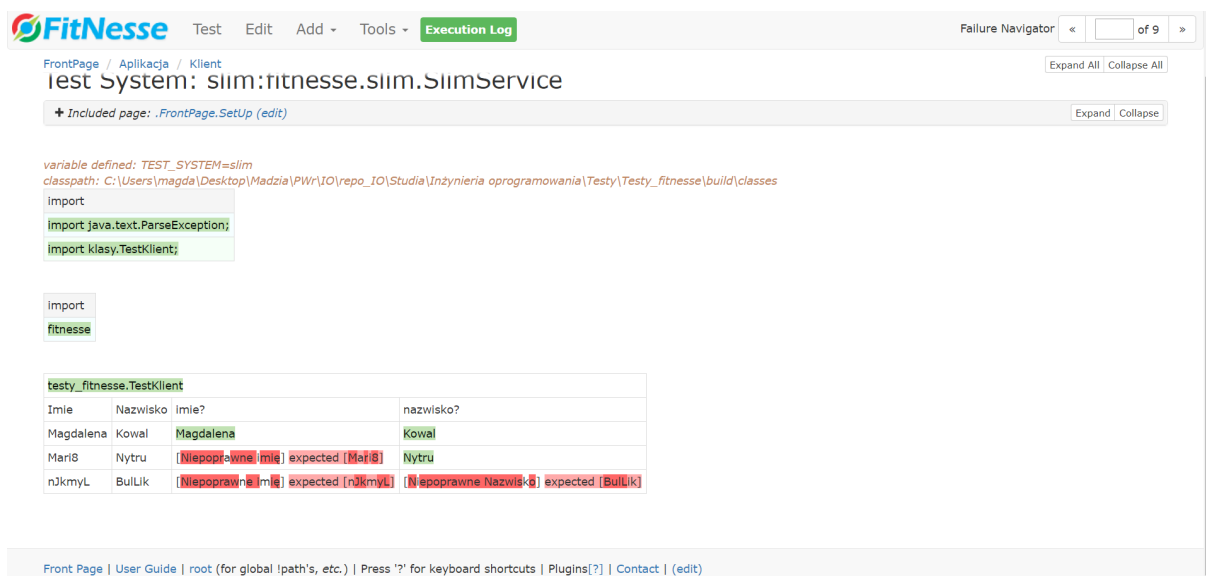 FitNesse Test Edit Add Tools Execution Log Failure Navigator « of 9 »
FrontPage / Aplikacja / Klient Expand All Collapse All
Test System: slim:fitnesse.slim.SlimService
Included page: .FrontPage.SetUp (edit) Expand Collapse
variable defined: TEST_SYSTEM=slim
classpath: C:\Users\magda\Desktop\Madzia\PWr\IO\repo_IO\Studia\Inżynieria oprogramowania\Testy\Testy_fitnesse\build\classes
import
import java.text.ParseException;
import klasy.TestKlient;
import
fitnesse
testy_fitnesse.TestKlient
Imie Nazwisko imie? nazwisko?
Magdalena Kowal Magdalena Kowal
Mari8 Nytru [Niepoprawne imię] expected [Mari8] Nytru
nJkmyL BulLik [Niepoprawne imię] expected [nJkmyL] [Niepoprawne Nazwisko] expected [BulLik]
Front Page | User Guide | root (for global !path's, etc.) | Press '?' for keyboard shortcuts | Plugins[?] | Contact | (edit)